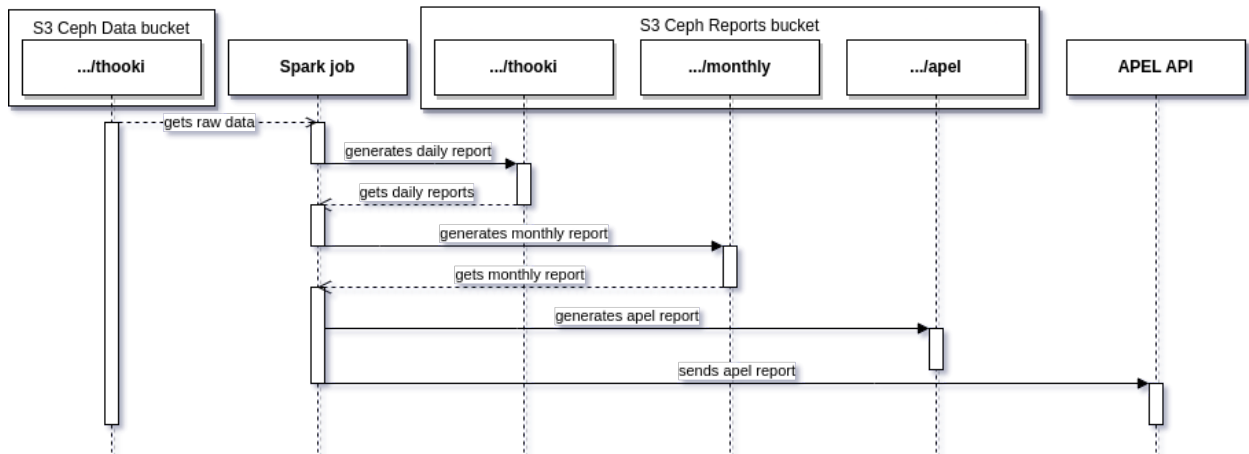 S3 Ceph Data bucket
S3 Ceph Reports bucket
.../thooki
Spark job
.../thooki
.../monthly
.../apel
APEL API
gets raw data
generates daily report
gets daily reports
generates monthly report
gets monthly report
generates apel report
sends apel report